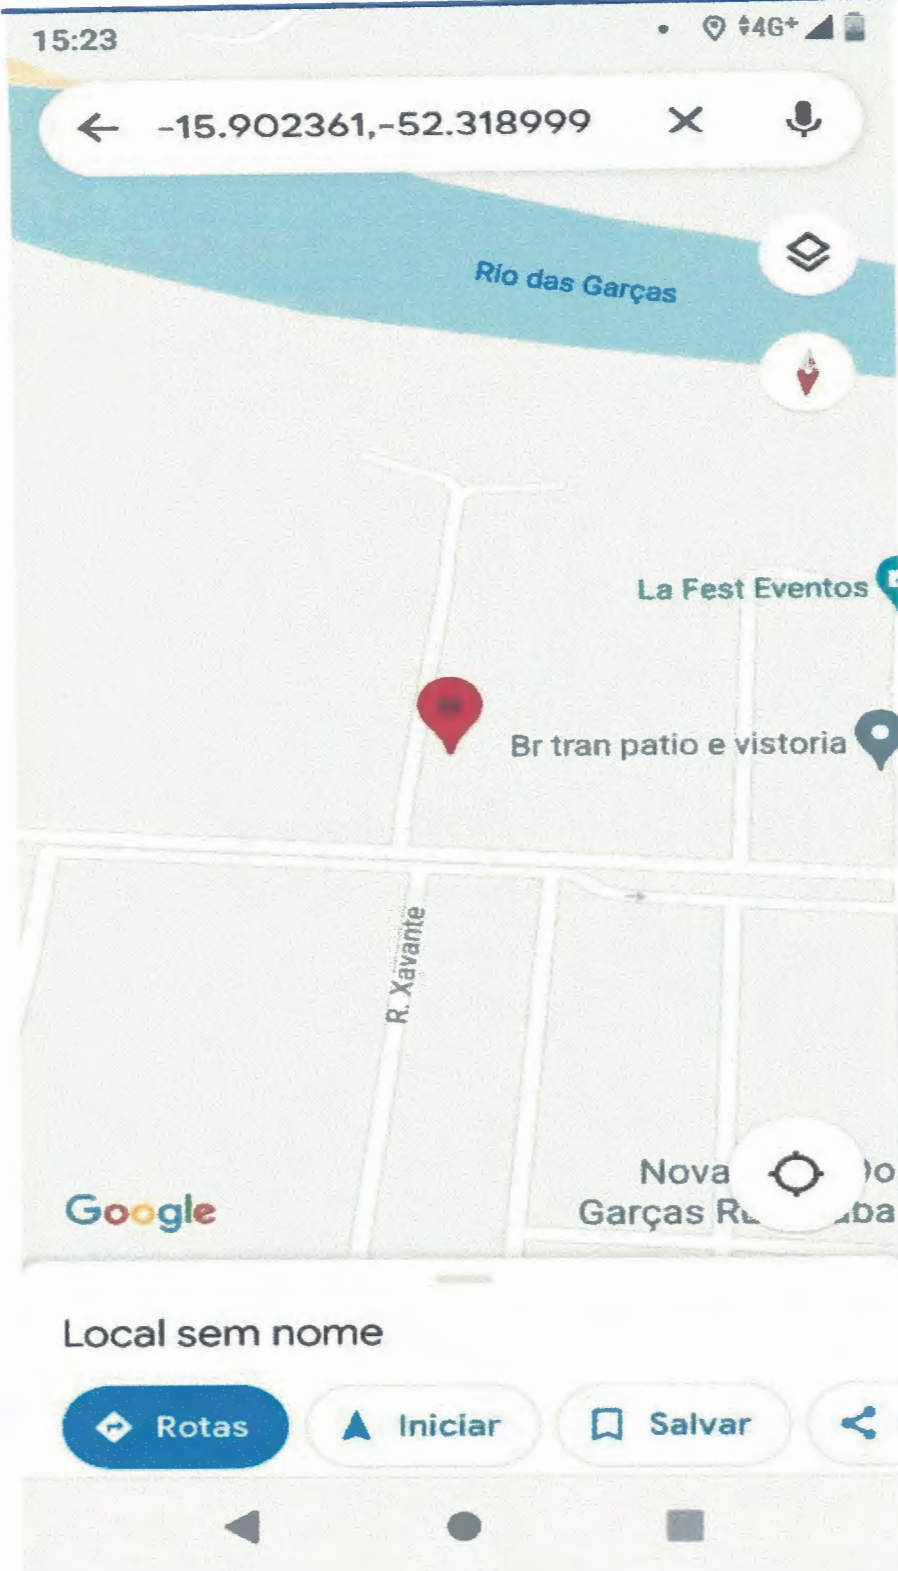 15:23
4G+
-15.902361,-52.318999
Rio das Garças
La Fest Eventos
Br tran patio e vistoria
R. Xavante
Nova
Garças
Google
Local sem nome
Rotas
Iniciar
Salvar